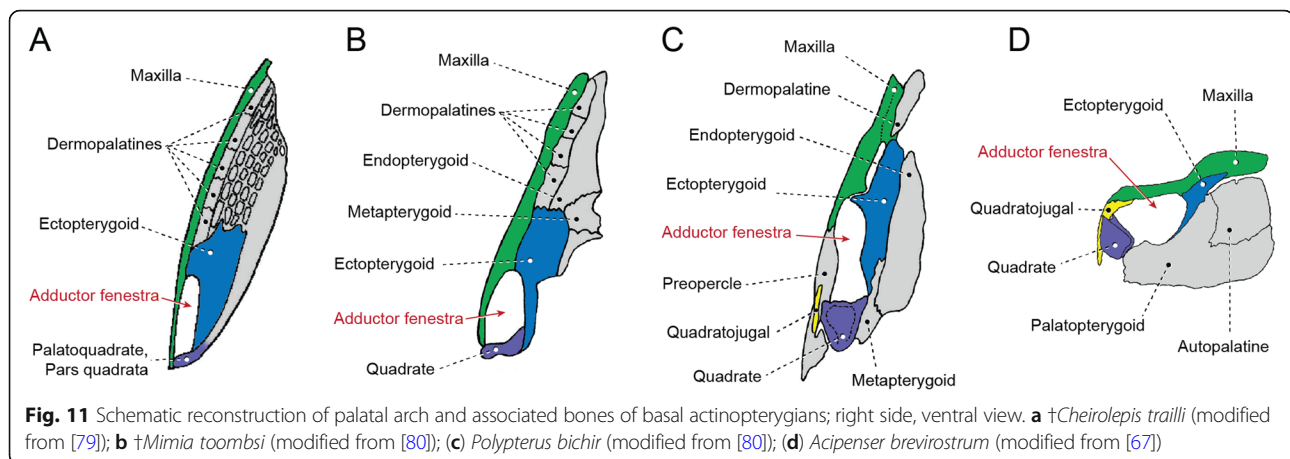 A
Maxilla
Dermopalatines
Ectopterygoid
Adductor fenestra
Palatoquadrate,
Pars quadrata
B
Maxilla
Dermopalatines
Endopterygoid
Metapterygoid
Ectopterygoid
Adductor fenestra
Quadrate
C
Maxilla
Dermopalatine
Endopterygoid
Ectopterygoid
Adductor fenestra
Preopercle
Quadratojugal
Quadrate
Metapterygoid
D
Maxilla
Ectopterygoid
Adductor fenestra
Quadratojugal
Quadrate
Palatopterygoid
Autopalatine
Fig. 11 Schematic reconstruction of palatal arch and associated bones of basal actinopterygians; right side, ventral view. a †Cheirolepis trailli (modified
from [79]); b †Mimia toombsi (modified from [80]); (c) Polypterus bichir (modified from [80]); (d) Acipenser brevirostrum (modified from [67])